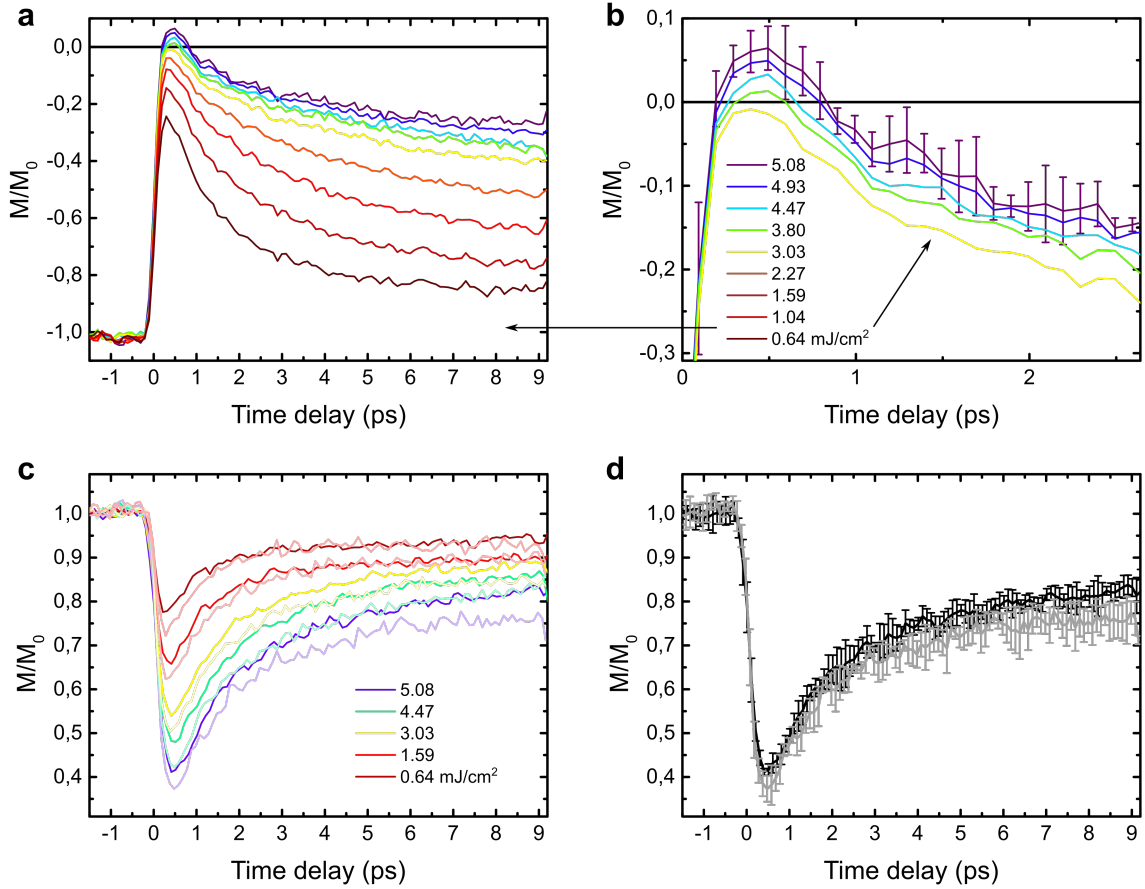 a
0,0
-0,2
-0,4
-0,6
-0,8
-1,0
M/M0
-1 0 1 2 3 4 5 6 7 8 9
Time delay (ps)
b
0,1
0,0
-0,1
-0,2
-0,3
M/M0
5.08
4.93
4.47
3.80
3.03
2.27
1.59
1.04
0.64 mJ/cm²
0 1 2
Time delay (ps)
c
1,0
0,9
0,8
0,7
0,6
0,5
0,4
M/M0
5.08
4.47
3.03
1.59
0.64 mJ/cm²
-1 0 1 2 3 4 5 6 7 8 9
Time delay (ps)
d
1,0
0,9
0,8
0,7
0,6
0,5
0,4
M/M0
-1 0 1 2 3 4 5 6 7 8 9
Time delay (ps)